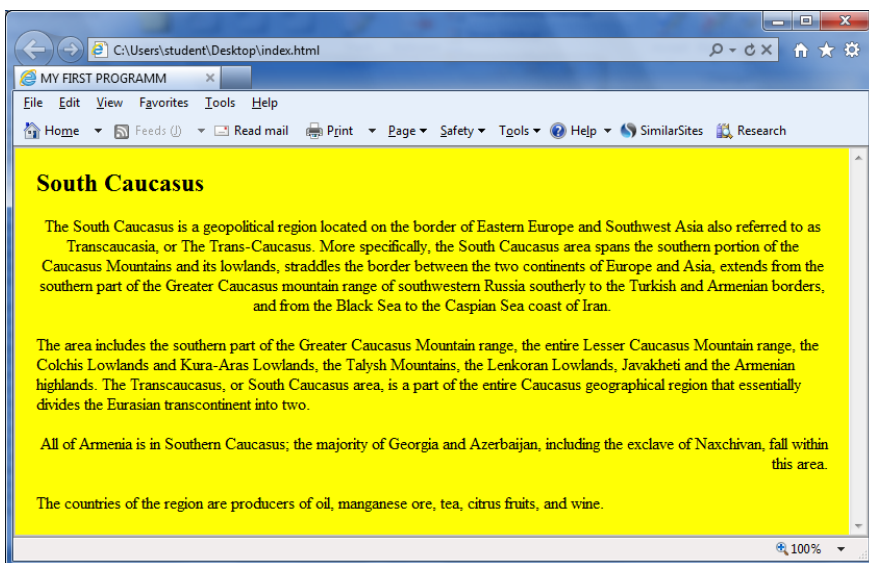 C:\Users\student\Desktop\index.html
MY FIRST PROGRAMM
File Edit View Favorites Tools Help
Home Feeds (J) Read mail Print Page Safety Tools Help SimilarSites Research
South Caucasus
The South Caucasus is a geopolitical region located on the border of Eastern Europe and Southwest Asia also referred to as
Transcaucasia, or The Trans-Caucasus. More specifically, the South Caucasus area spans the southern portion of the
Caucasus Mountains and its lowlands, straddles the border between the two continents of Europe and Asia, extends from the
southern part of the Greater Caucasus mountain range of southwestern Russia southerly to the Turkish and Armenian borders,
and from the Black Sea to the Caspian Sea coast of Iran.
The area includes the southern part of the Greater Caucasus Mountain range, the entire Lesser Caucasus Mountain range, the
Colchis Lowlands and Kura-Aras Lowlands, the Talysh Mountains, the Lenkoran Lowlands, Javakheti and the Armenian
highlands. The Transcaucasus, or South Caucasus area, is a part of the entire Caucasus geographical region that essentially
divides the Eurasian transcontinent into two.
All of Armenia is in Southern Caucasus; the majority of Georgia and Azerbaijan, including the exclave of Naxchivan, fall within
this area.
The countries of the region are producers of oil, manganese ore, tea, citrus fruits, and wine.
100%